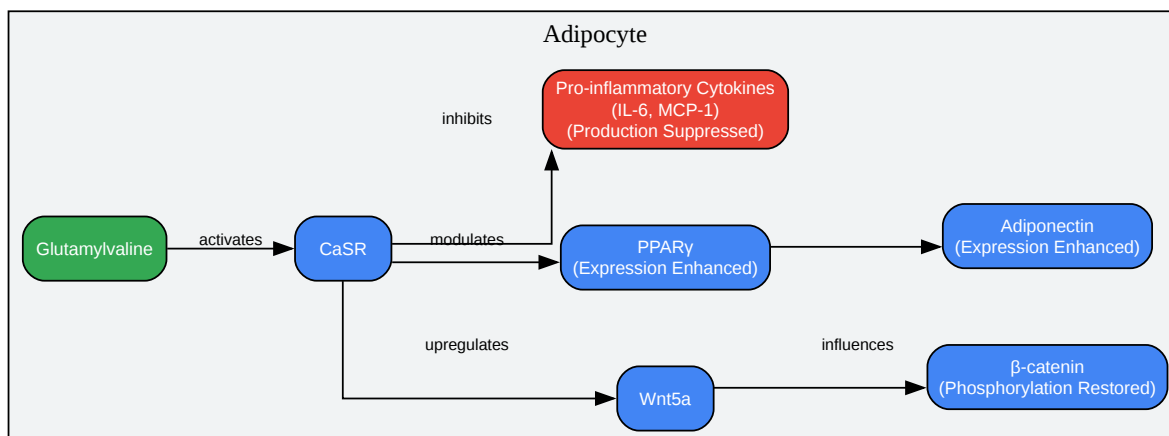 Adipocyte
Pro-inflammatory Cytokines
(IL-6, MCP-1)
(Production Suppressed)
inhibits
Glutamylvaline
activates
CaSR
modulates
PPARγ
(Expression Enhanced)
Adiponectin
(Expression Enhanced)
upregulates
influences
Wnt5a
β-catenin
(Phosphorylation Restored)